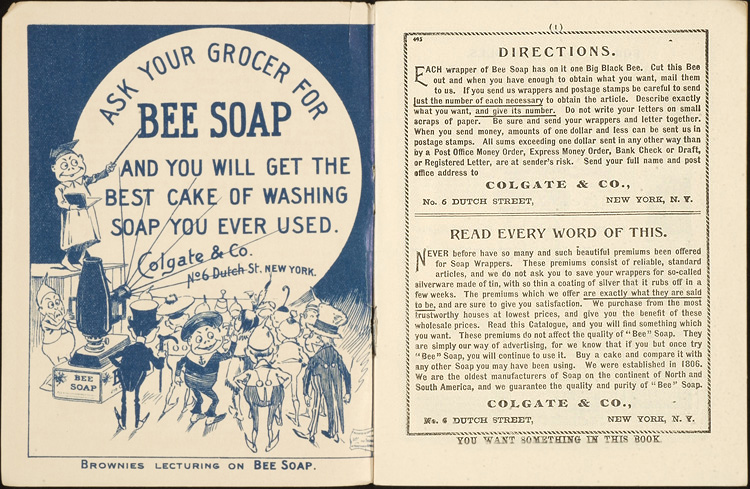 ASK YOUR GROCER FOR
BEE SOAP
AND YOU WILL GET THE
BEST CAKE OF WASHING
SOAP YOU EVER USED.
Colgate & Co.
No 6 Dutch St. NEW YORK.
BEE
SOAP
BROWNIES LECTURING ON BEE SOAP.
(1)
495
DIRECTIONS.
EACH wrapper of Bee Soap has on it one Big Black Bee. Cut this Bee
out and when you have enough to obtain what you want, mail them
to us. If you send us wrappers and postage stamps be careful to send
just the number of each necessary to obtain the article. Describe exactly
what you want, and give its number. Do not write your letters on small
scraps of paper. Be sure and send your wrappers and letter together.
When you send money, amounts of one dollar and less can be sent us in
postage stamps. All sums exceeding one dollar sent in any other way than
by a Post Office Money Order, Express Money Order, Bank Check or Draft,
or Registered Letter, are at sender's risk. Send your full name and post
office address to
COLGATE & CO.,
No. 6 DUTCH STREET, NEW YORK, N. Y.
READ EVERY WORD OF THIS.
NEVER before have so many and such beautiful premiums been offered
for Soap Wrappers. These premiums consist of reliable, standard
articles, and we do not ask you to save your wrappers for so-called
silverware made of tin, with so thin a coating of silver that it rubs off in a
few weeks. The premiums which we offer are exactly what they are said
to be, and are sure to give you satisfaction. We purchase from the most
trustworthy houses at lowest prices, and give you the benefit of these
wholesale prices. Read this Catalogue, and you will find something which
you want. These premiums do not affect the quality of "Bee" Soap. They
are simply our way of advertising, for we know that if you but once try
"Bee" Soap, you will continue to use it. Buy a cake and compare it with
any other Soap you may have been using. We were established in 1806.
We are the oldest manufacturers of Soap on the continent of North and
South America, and we guarantee the quality and purity of "Bee" Soap.
COLGATE & CO.,
No. 6 DUTCH STREET, NEW YORK, N. Y.
YOU WANT SOMETHING IN THIS BOOK.